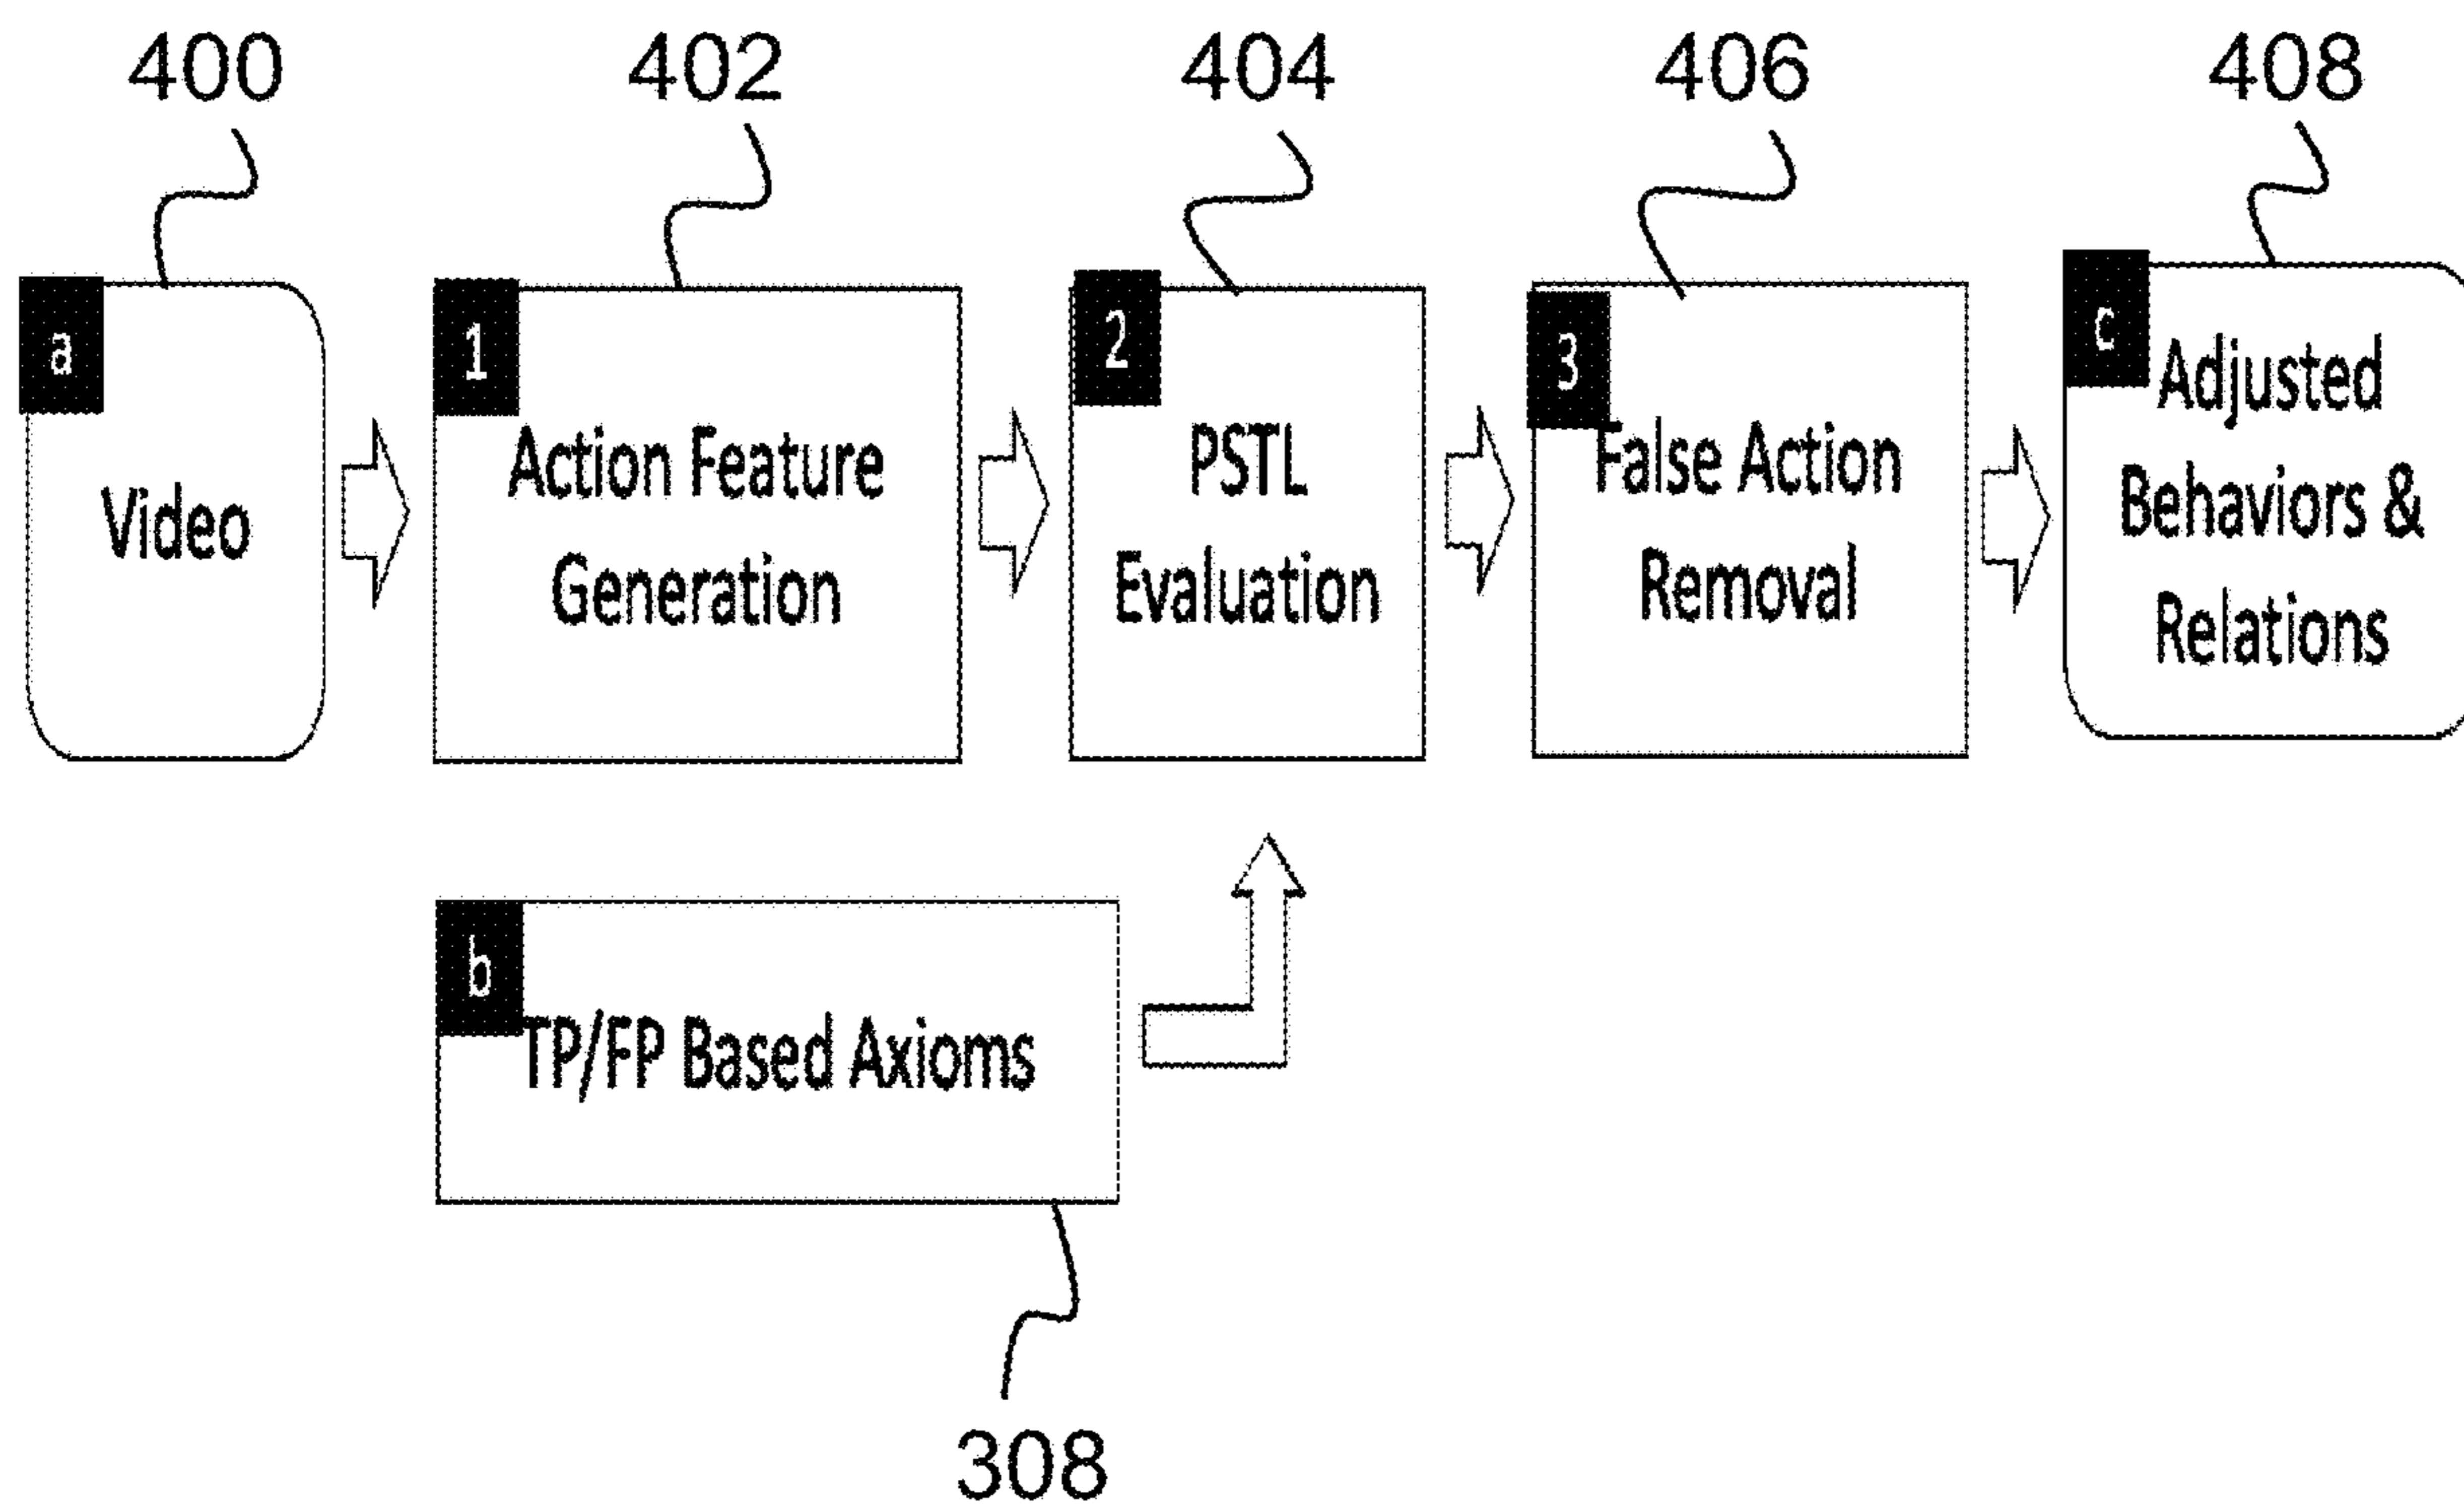 400
402
404
406
408
a
Video
1
Action Feature
Generation
2
PSTL
Evaluation
3
False Action
Removal
c
Adjusted
Behaviors &
Relations
b
TP/FP Based Axioms
308